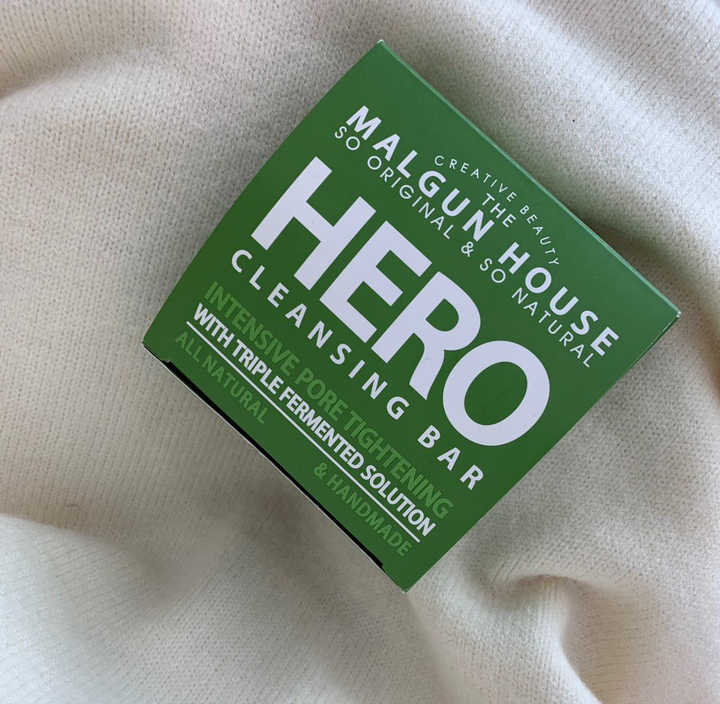 CREATIVE BEAUTY
THE
MALGUN HOUSE
SO ORIGINAL & SO NATURAL
HERO
CLEANSING BAR
INTENSIVE PORE TIGHTENING
WITH TRIPLE FERMENTED SOLUTION
ALL NATURAL & HANDMADE